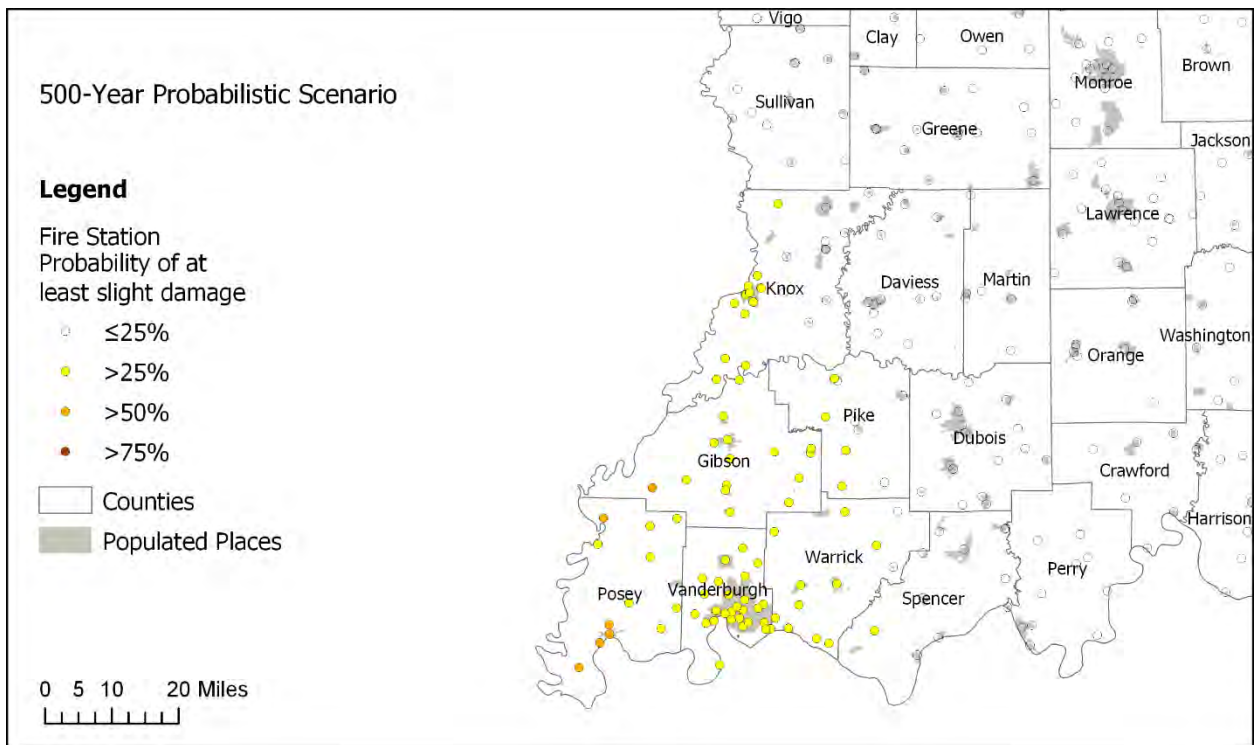 500-Year Probabilistic Scenario
Legend
Fire Station
Probability of at
least slight damage
≤25%
>25%
>50%
>75%
Counties
Populated Places
0 5 10 20 Miles
Vigo
Clay
Owen
Brown
Monroe
Sullivan
Greene
Jackson
Lawrence
Knox
Daviess
Martin
Washington
Orange
Pike
Dubois
Gibson
Crawford
Harrison
Warrick
Perry
Posey
Vanderburgh
Spencer